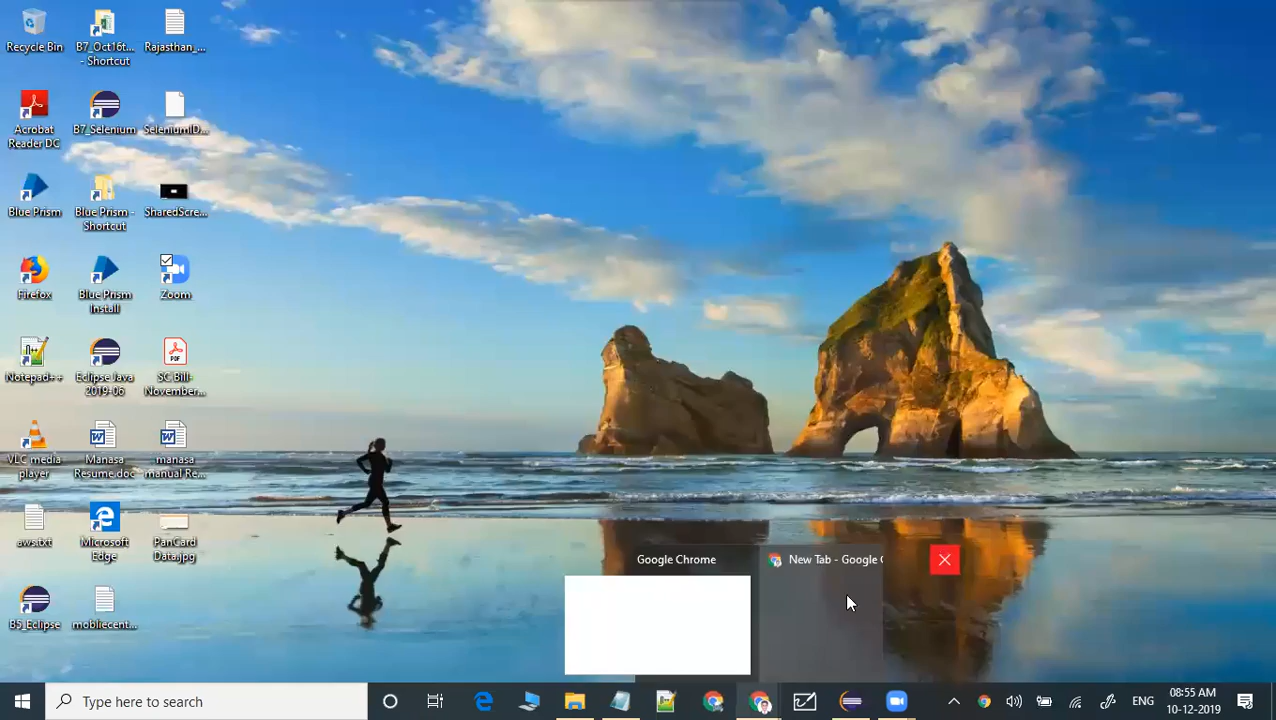 Recycle Bin
B7_Oct16t...
- Shortcut
Rajasthan_...
Acrobat
Reader DC
B7_Selenium
SeleniumID...
Blue Prism
Blue Prism -
Shortcut
SharedScre...
Firefox
Blue Prism
Install
Zoom
Notepad++
Eclipse Java
2019-06
PDF
SC Bill-
November...
VLC media
player
Manasa
Resume.doc
manasa
manual Re...
aws.txt
Microsoft
Edge
PanCard
Data.jpg
B5_Eclipse
mobliecent...
Google Chrome
New Tab - Google C
Type here to search
ENG
08:55 AM
10-12-2019